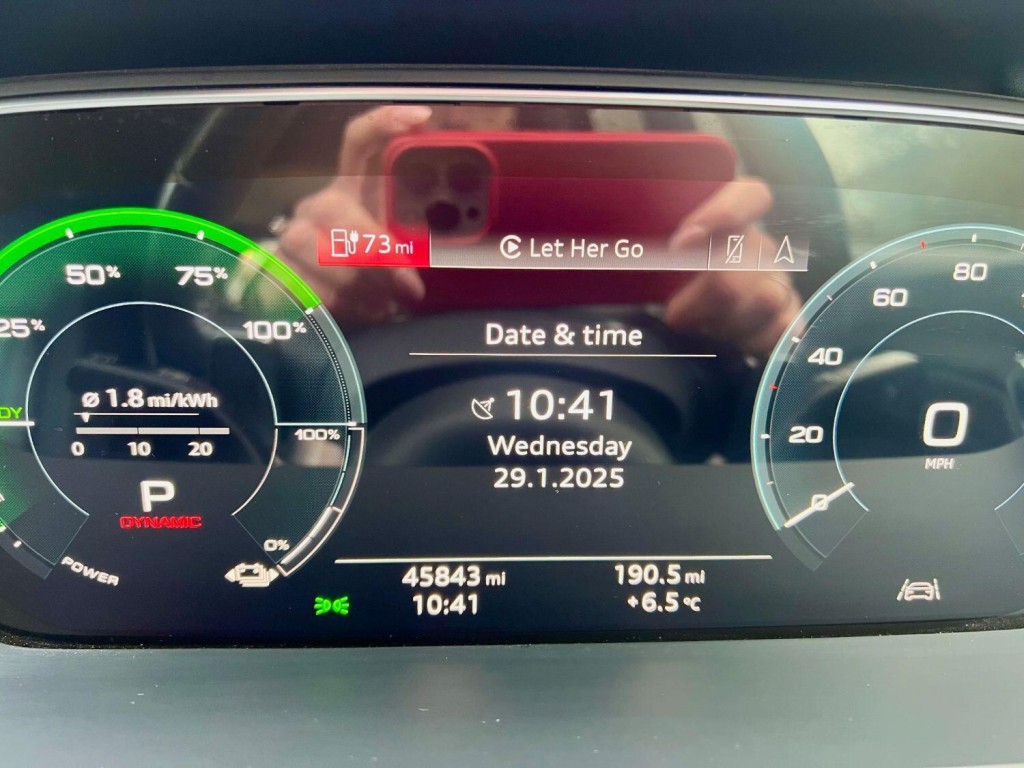 73 mi
Let Her Go
50% 75%
25%
100%
60 80
40
20
0
Date & time
10:41
Wednesday
29.1.2025
ø 1.8 mi/kWh
0 10 20
100%
P
DYNAMIC
0%
POWER
DY
0
MPH
45843 mi
190.5 mi
10:41
+6.5 °C